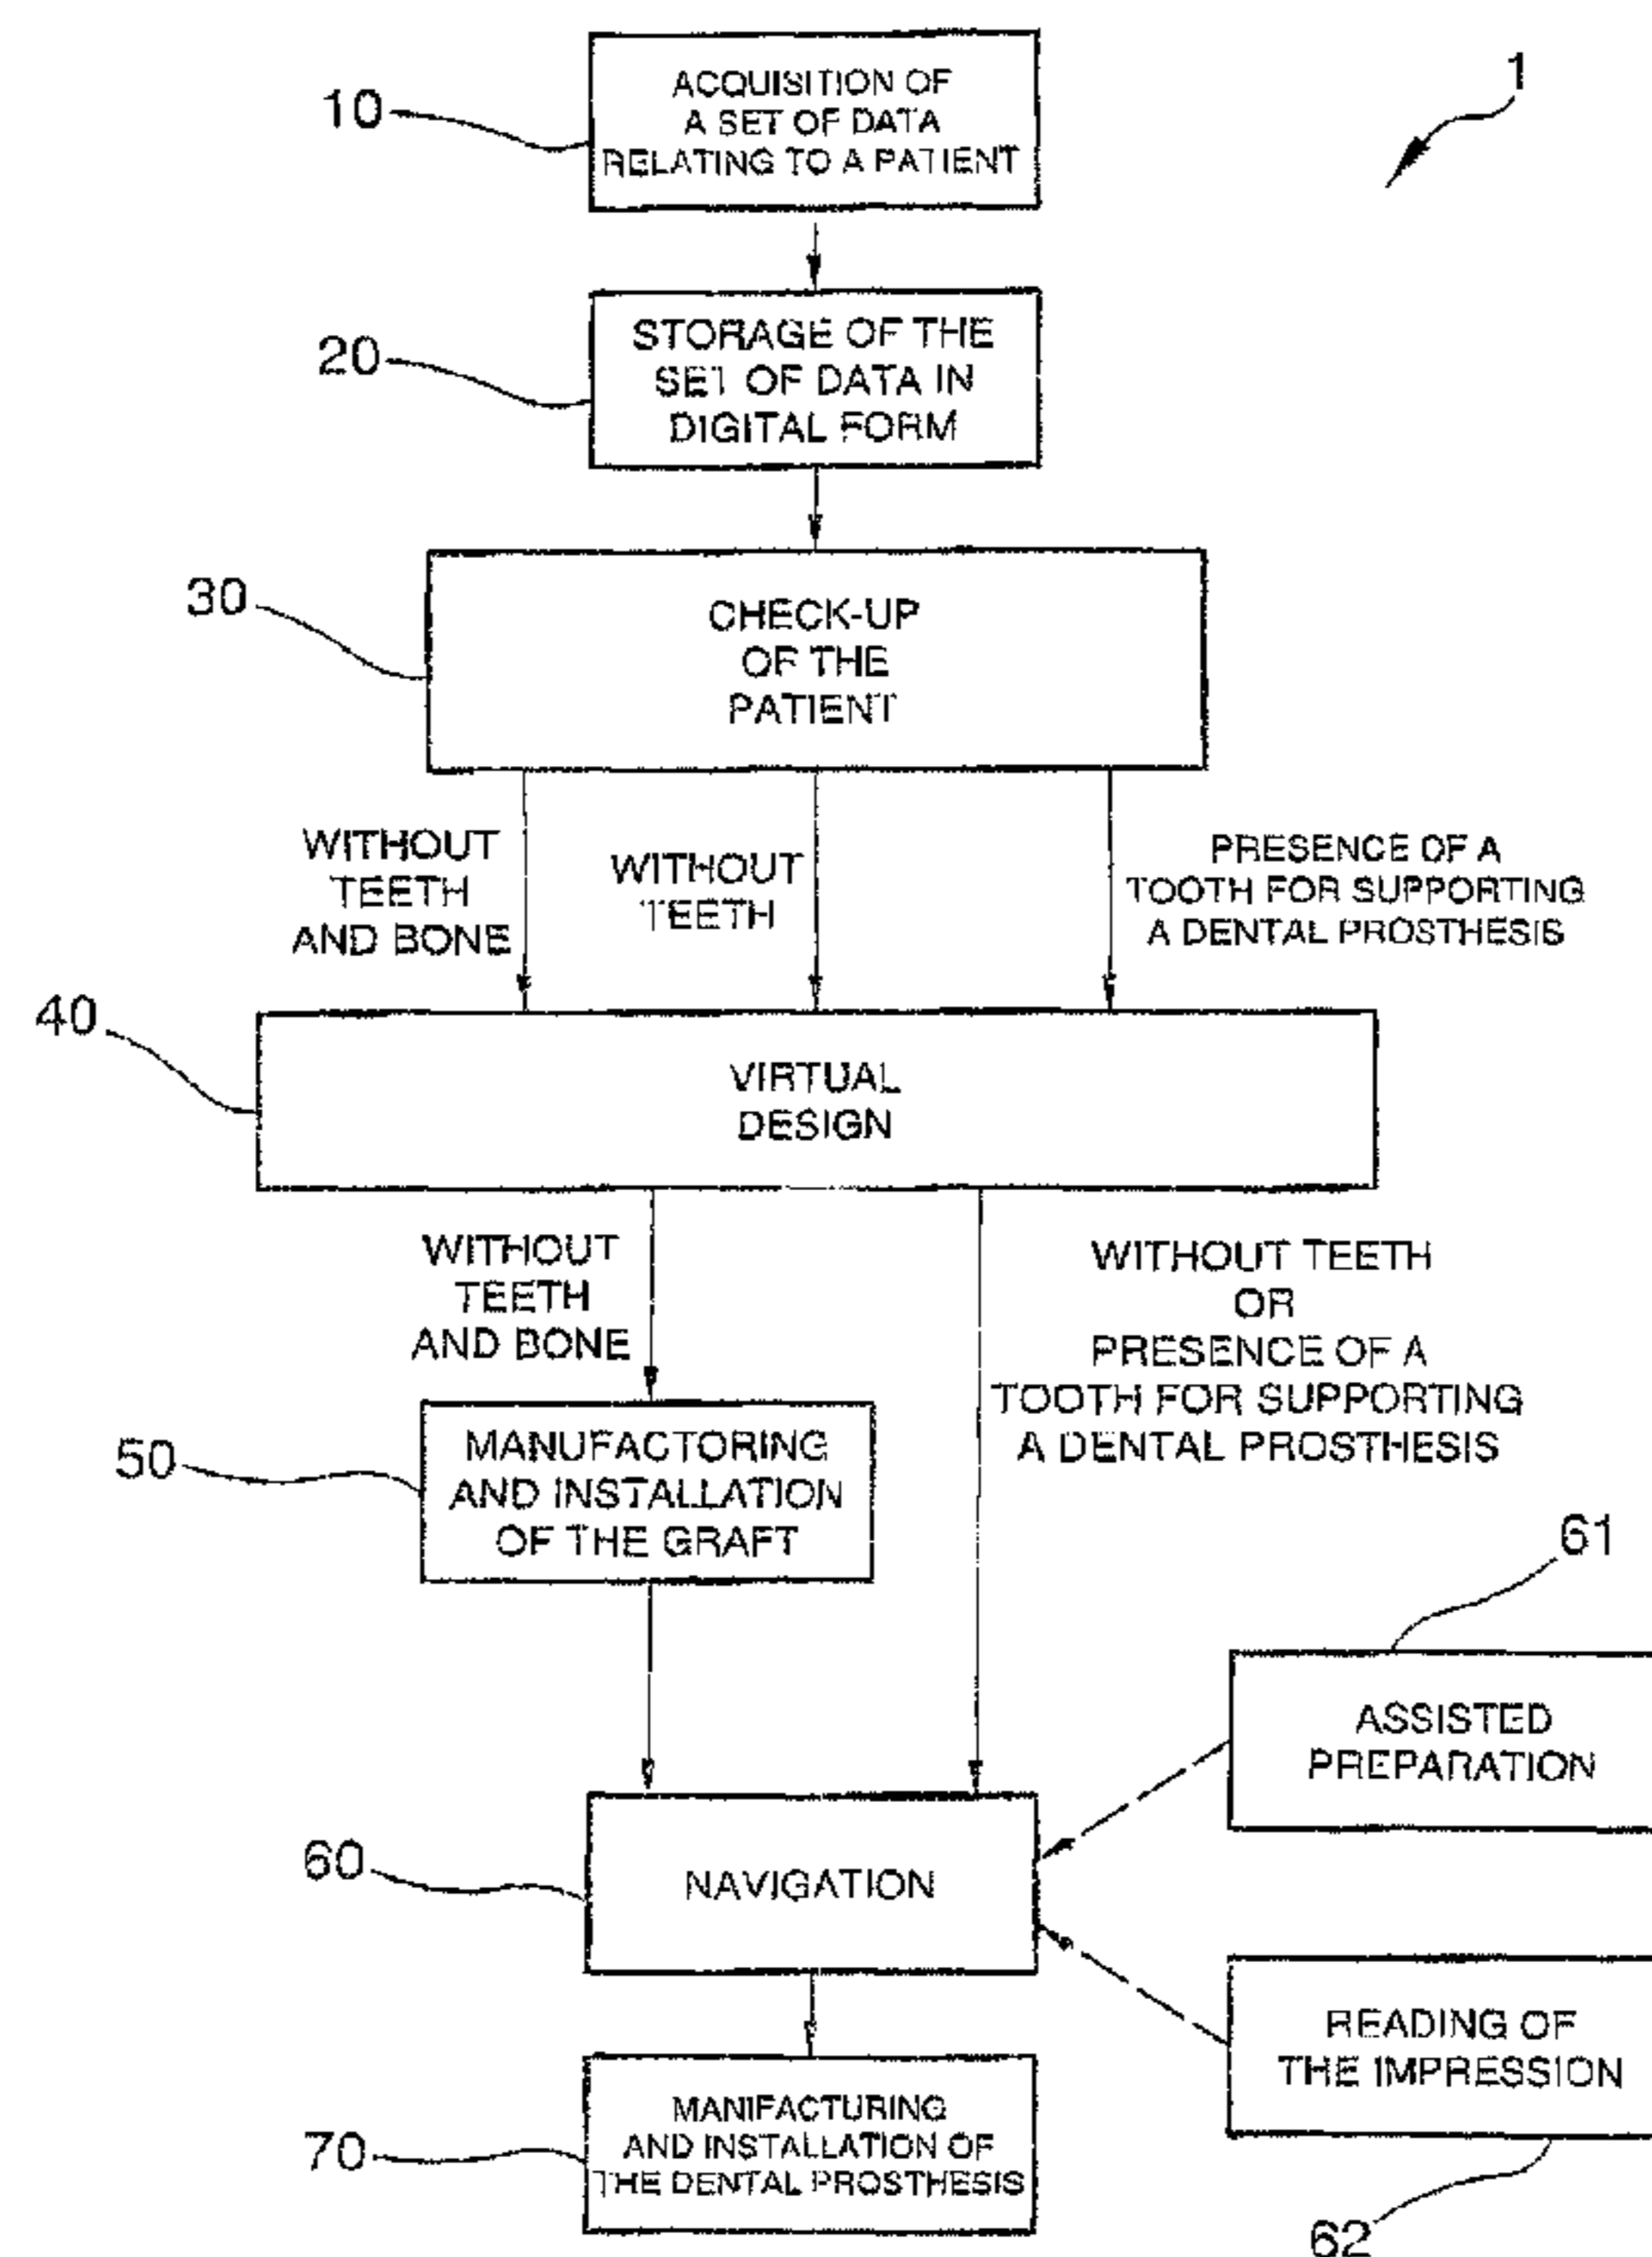 1
10
ACQUISITION OF
A SET OF DATA
RELATING TO A PATIENT
20
STORAGE OF THE
SET OF DATA IN
DIGITAL FORM
30
CHECK-UP
OF THE
PATIENT
WITHOUT
TEETH
AND BONE
WITHOUT
TEETH
PRESENCE OF A
TOOTH FOR SUPPORTING
A DENTAL PROSTHESIS
40
VIRTUAL
DESIGN
WITHOUT
TEETH
AND BONE
WITHOUT TEETH
OR
PRESENCE OF A
TOOTH FOR SUPPORTING
A DENTAL PROSTHESIS
50
MANUFACTORING
AND INSTALLATION
OF THE GRAFT
61
ASSISTED
PREPARATION
60
NAVIGATION
READING OF
THE IMPRESSION
62
70
MANIFACTURING
AND INSTALLATION OF
THE DENTAL PROSTHESIS